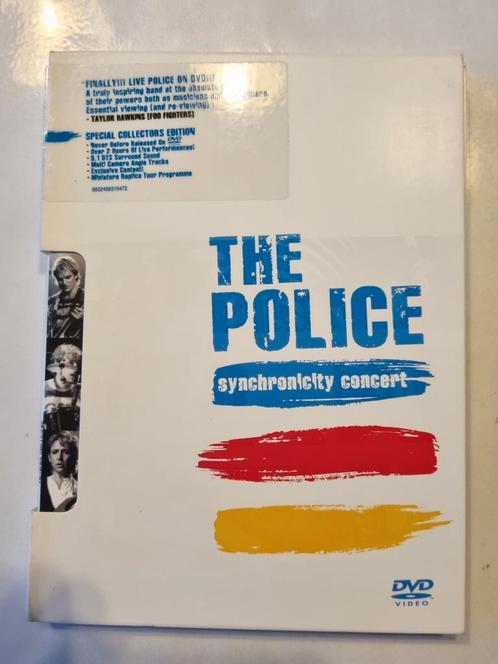 "FINALLY!!! LIVE POLICE ON DVD!!!
A truly inspiring band at the absolute
of their powers both as musicians and
Essential viewing (and re-viewing)"
- TAYLOR HAWKINS (FOO FIGHTERS)
SPECIAL COLLECTORS EDITION
- Never Before Released On DVD
- Over 2 Hours Of Live Performances!
- 5.1 DTS Surround Sound
- Multi Camera Angle Tracks
- Exclusive Content!
- Miniature Replica Tour Programme
0602498310472
THE
POLICE
synchronicity concert
DVD
VIDEO